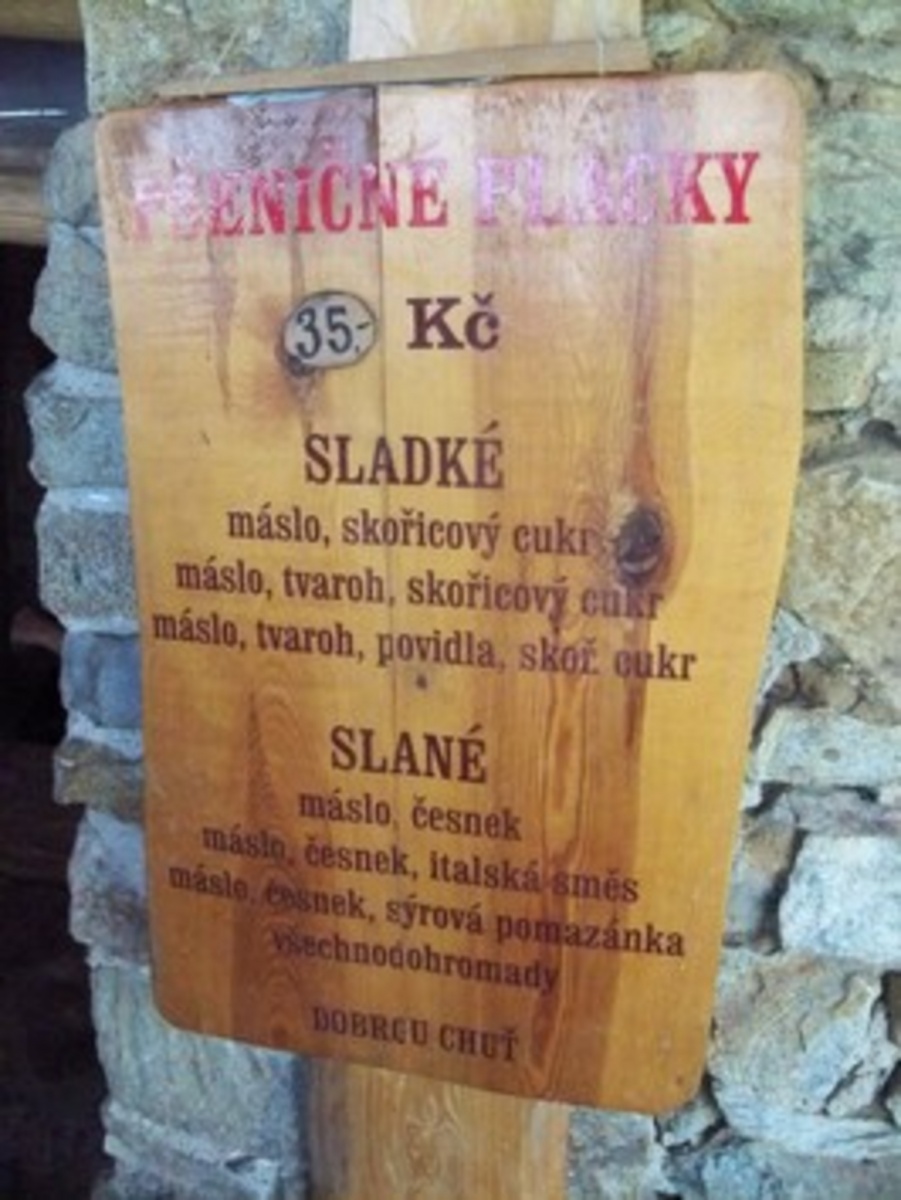 PŠENIČNÉ PLACKY
35,- Kč
SLADKÉ
máslo, skořicový cukr
máslo, tvaroh, skořicový cukr
máslo, tvaroh, povidla, skoř. cukr
SLANÉ
máslo, česnek
máslo, česnek, italská směs
máslo, česnek, sýrová pomazánka
všechnodohromady
DOBROU CHUŤ